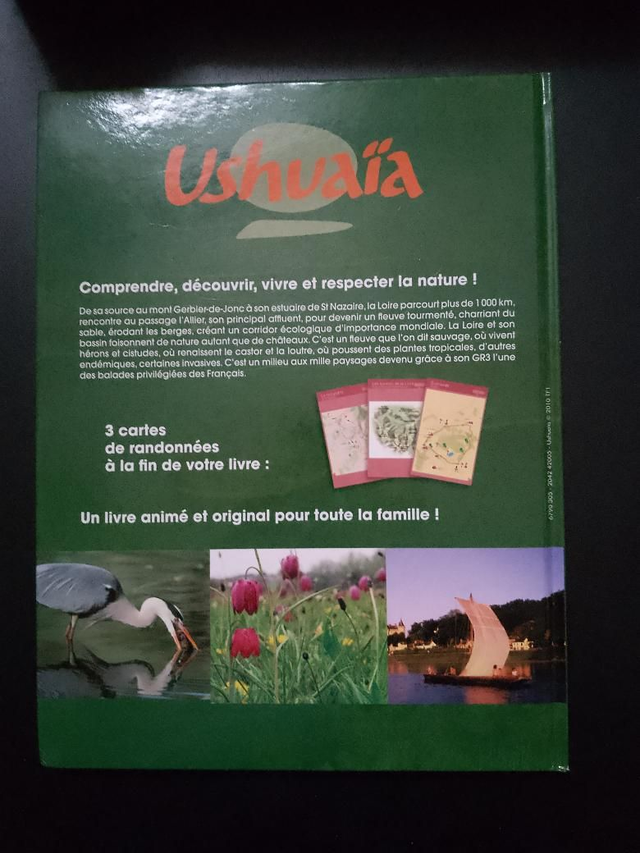 Ushuaïa
Comprendre, découvrir, vivre et respecter la nature !
De sa source au mont Gerbier-de-Jonc à son estuaire de St Nazaire, la Loire parcourt plus de 1 000 km,
rencontre au passage l'Allier, son principal affluent, pour devenir un fleuve tourmenté, charriant du
sable, érodant les berges, créant un corridor écologique d'importance mondiale. La Loire et son
bassin foisonnent de nature autant que de châteaux. C'est un fleuve que l'on dit sauvage, où vivent
hérons et cistudes, où renaissent le castor et la loutre, où poussent des plantes tropicales, d'autres
endémiques, certaines invasives. C'est un milieu aux mille paysages devenu grâce à son GR3 l'une
des balades privilégiées des Français.
3 cartes
de randonnées
à la fin de votre livre :
Un livre animé et original pour toute la famille !